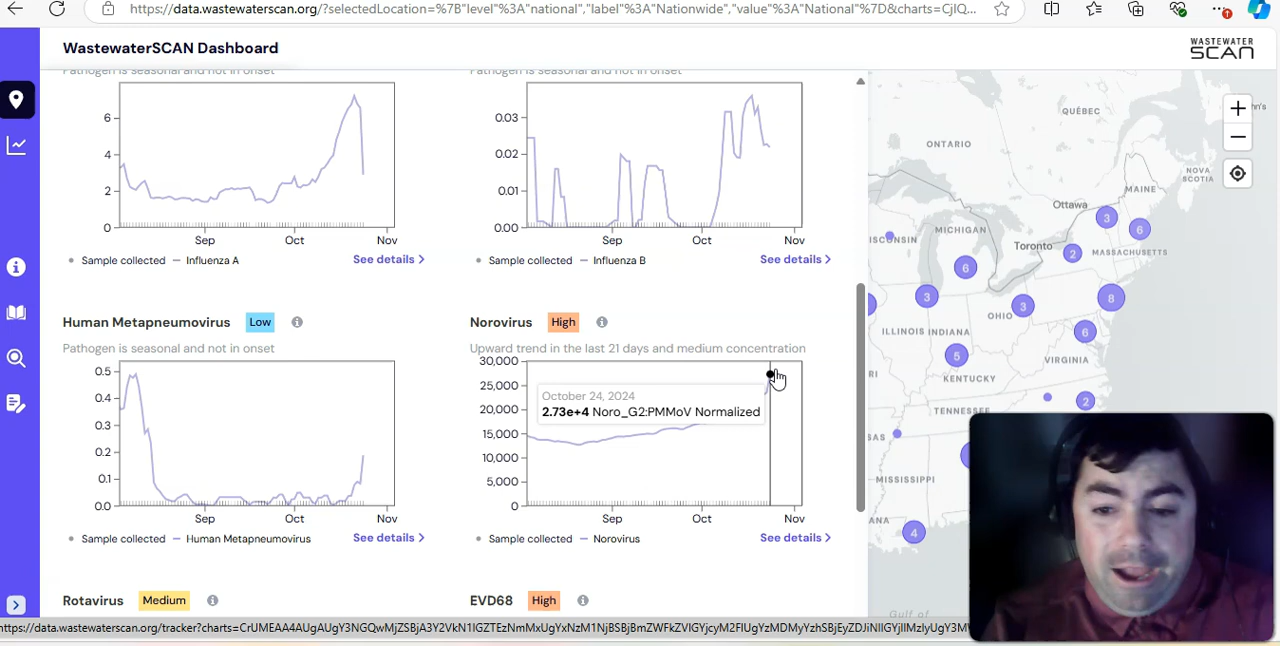 https://data.wastewaterscan.org/?selectedLocation=%7B"level"%3A"national","label"%3A"Nationwide","value"%3A"National"%7D&charts=CjIQ...
WastewaterSCAN Dashboard
WASTEWATER
SCAN
Pathogen is seasonal and not in onset
Pathogen is seasonal and not in onset
6
4
2
0
Sep
Oct
Nov
Sample collected
Influenza A
See details
0.03
0.02
0.01
0.00
Sep
Oct
Nov
Sample collected
Influenza B
See details
Human Metapneumovirus Low
Pathogen is seasonal and not in onset
0.5
0.4
0.3
0.2
0.1
0.0
Sep
Oct
Nov
Sample collected
Human Metapneumovirus
See details
Norovirus High
Upward trend in the last 21 days and medium concentration
30,000
25,000
20,000
15,000
10,000
5,000
0
October 24, 2024
2.73e+4 Noro_G2:PMMoV Normalized
Sep
Oct
Nov
Sample collected
Norovirus
See details
Rotavirus Medium
EVD68 High
QUÉBEC
ONTARIO
NOVA
SCOTIA
MAINE
Ottawa
3
6
MICHIGAN
Toronto
2
MASSACHUSETTS
6
3
8
3
OHIO
ILLINOIS
INDIANA
6
5
VIRGINIA
KENTUCKY
2
TENNESSEE
MISSISSIPPI
4
Gulf of
+
−